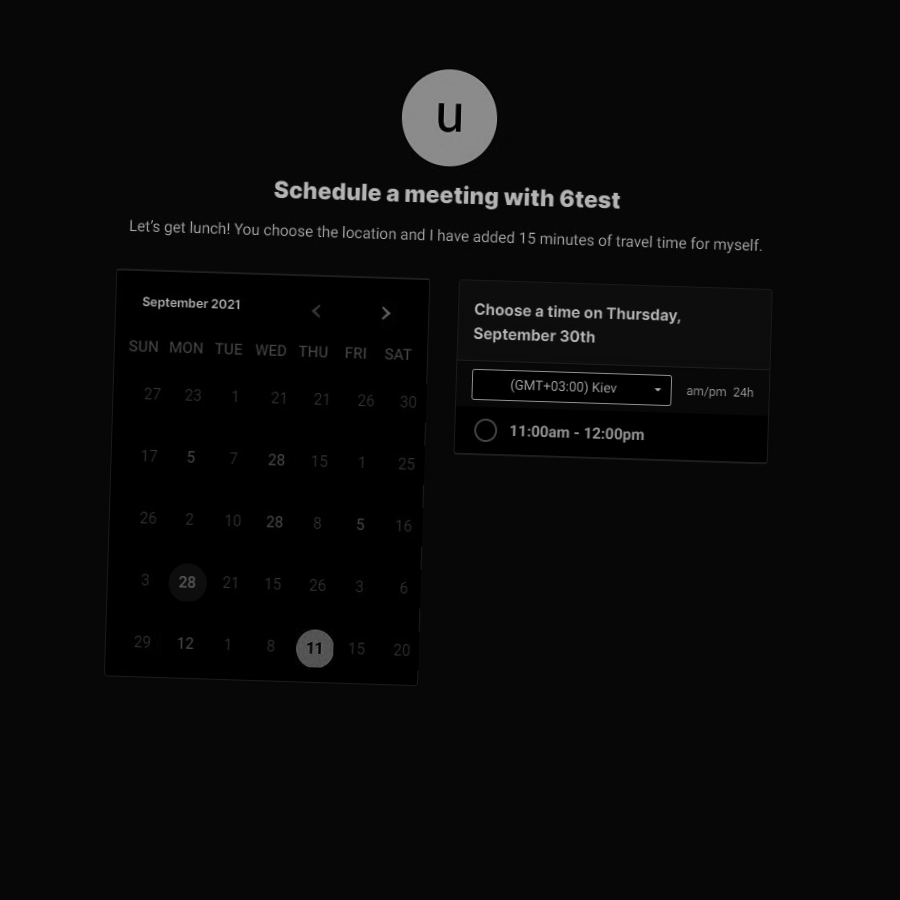 u
Schedule a meeting with 6test
Let's get lunch! You choose the location and I have added 15 minutes of travel time for myself.
September 2021
SUN MON TUE WED THU FRI SAT
27 23 1 21 21 26 30
17 5 7 28 15 1 25
26 2 10 28 8 5 16
3 28 21 15 26 3 6
29 12 1 8 11 15 20
Choose a time on Thursday,
September 30th
(GMT+03:00) Kiev am/pm 24h
11:00am - 12:00pm